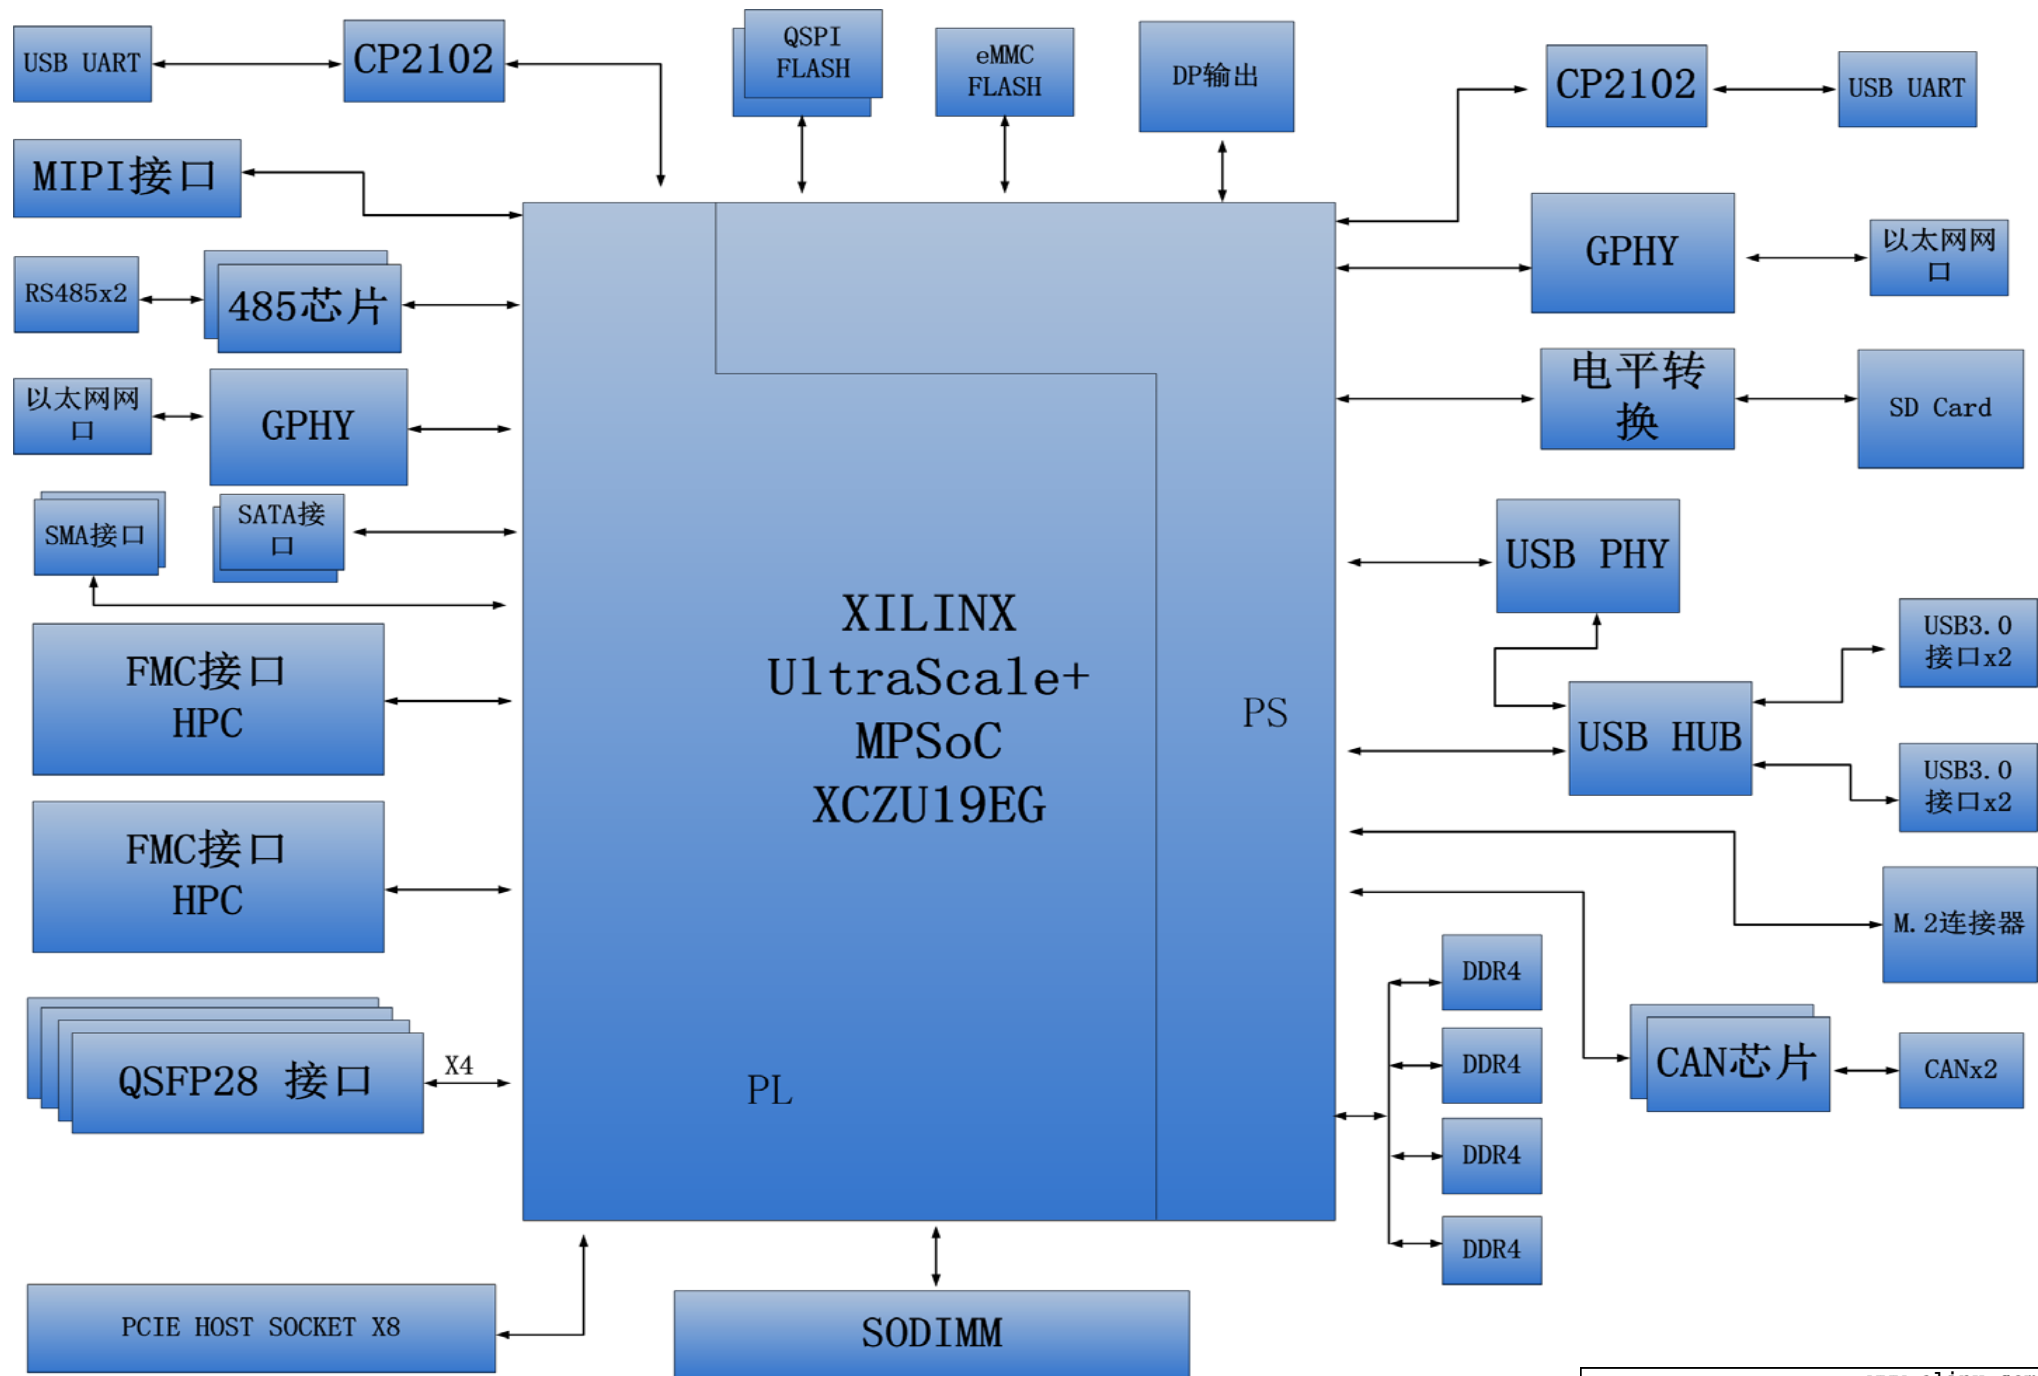 USB UART
CP2102
QSPI
FLASH
eMMC
FLASH
DP输出
CP2102
USB UART
MIPI接口
GPHY
以太网网
口
RS485x2
485芯片
电平转
换
SD Card
以太网网
口
GPHY
SMA接口
SATA接
口
USB PHY
XILINX
UltraScale+
MPSoC
XCZU19EG
PS
PL
USB3.0
接口x2
FMC接口
HPC
USB HUB
USB3.0
接口x2
FMC接口
HPC
M.2连接器
DDR4
DDR4
DDR4
DDR4
CAN芯片
CANx2
QSFP28 接口
X4
PCIE HOST SOCKET X8
SODIMM